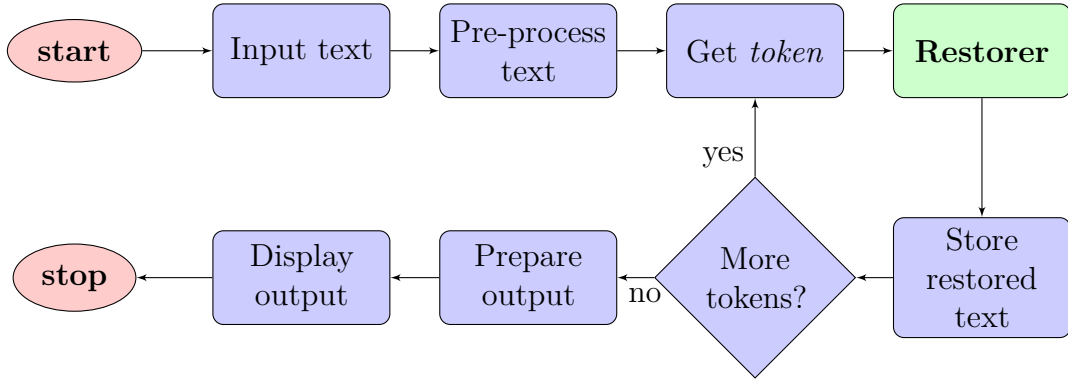 start
Input text
Pre-process
text
Get token
Restorer
yes
stop
Display
output
Prepare
output
no
More
tokens?
Store
restored
text